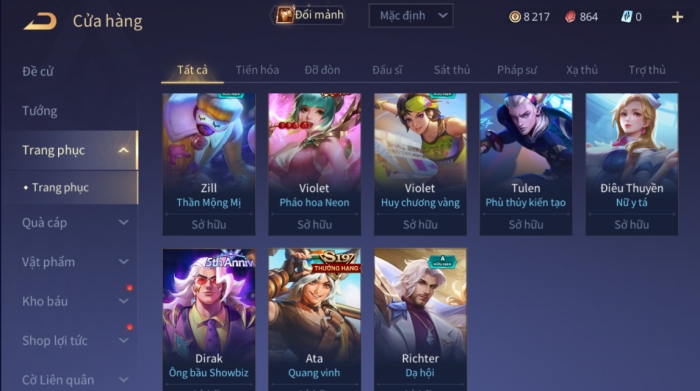 Cửa hàng
Đổi mảnh
Mặc định
8 217
864
0
Đề cử
Tướng
Trang phục
Trang phục
Quà cáp
Vật phẩm
Kho báu
Shop lợi tức
Cờ Liên quân
Tất cả
Tiến hóa
Đỡ đòn
Đấu sĩ
Sát thủ
Pháp sư
Xạ thủ
Trợ thủ
Zill
Thần Mộng Mị
Sở hữu
Violet
Pháo hoa Neon
Sở hữu
Violet
Huy chương vàng
Sở hữu
Tulen
Phù thủy kiến tạo
Sở hữu
Điêu Thuyền
Nữ y tá
Sở hữu
5th Anniv
Dirak
Ông bầu Showbiz
S19
THƯỞNG HẠNG
Ata
Quang vinh
A
Richter
Dạ hội